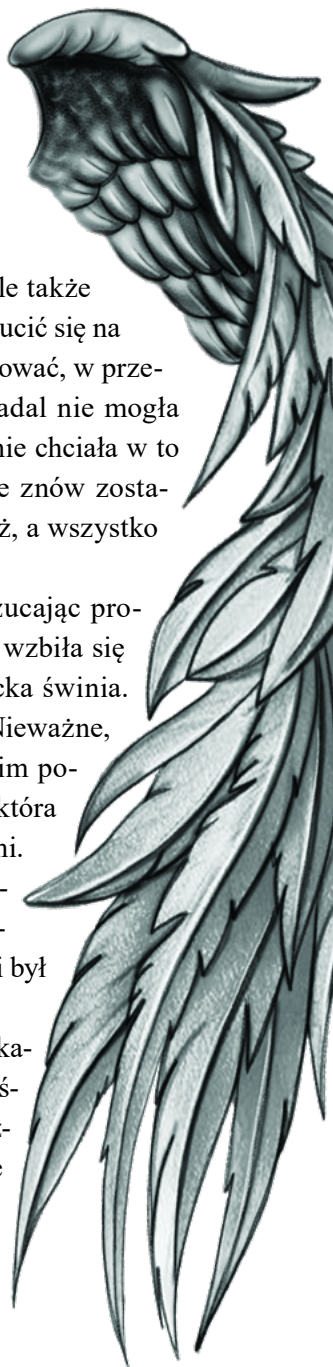 le także
ucić się na
ować, w prze-
adal nie mogła
nie chciała w to
e znów zosta-
ż, a wszystko
zucając pro-
wzbiła się
cka świnia.
Nieważne,
im po-
która
ni.
-
-
i był
ka-
ś-
z-
e